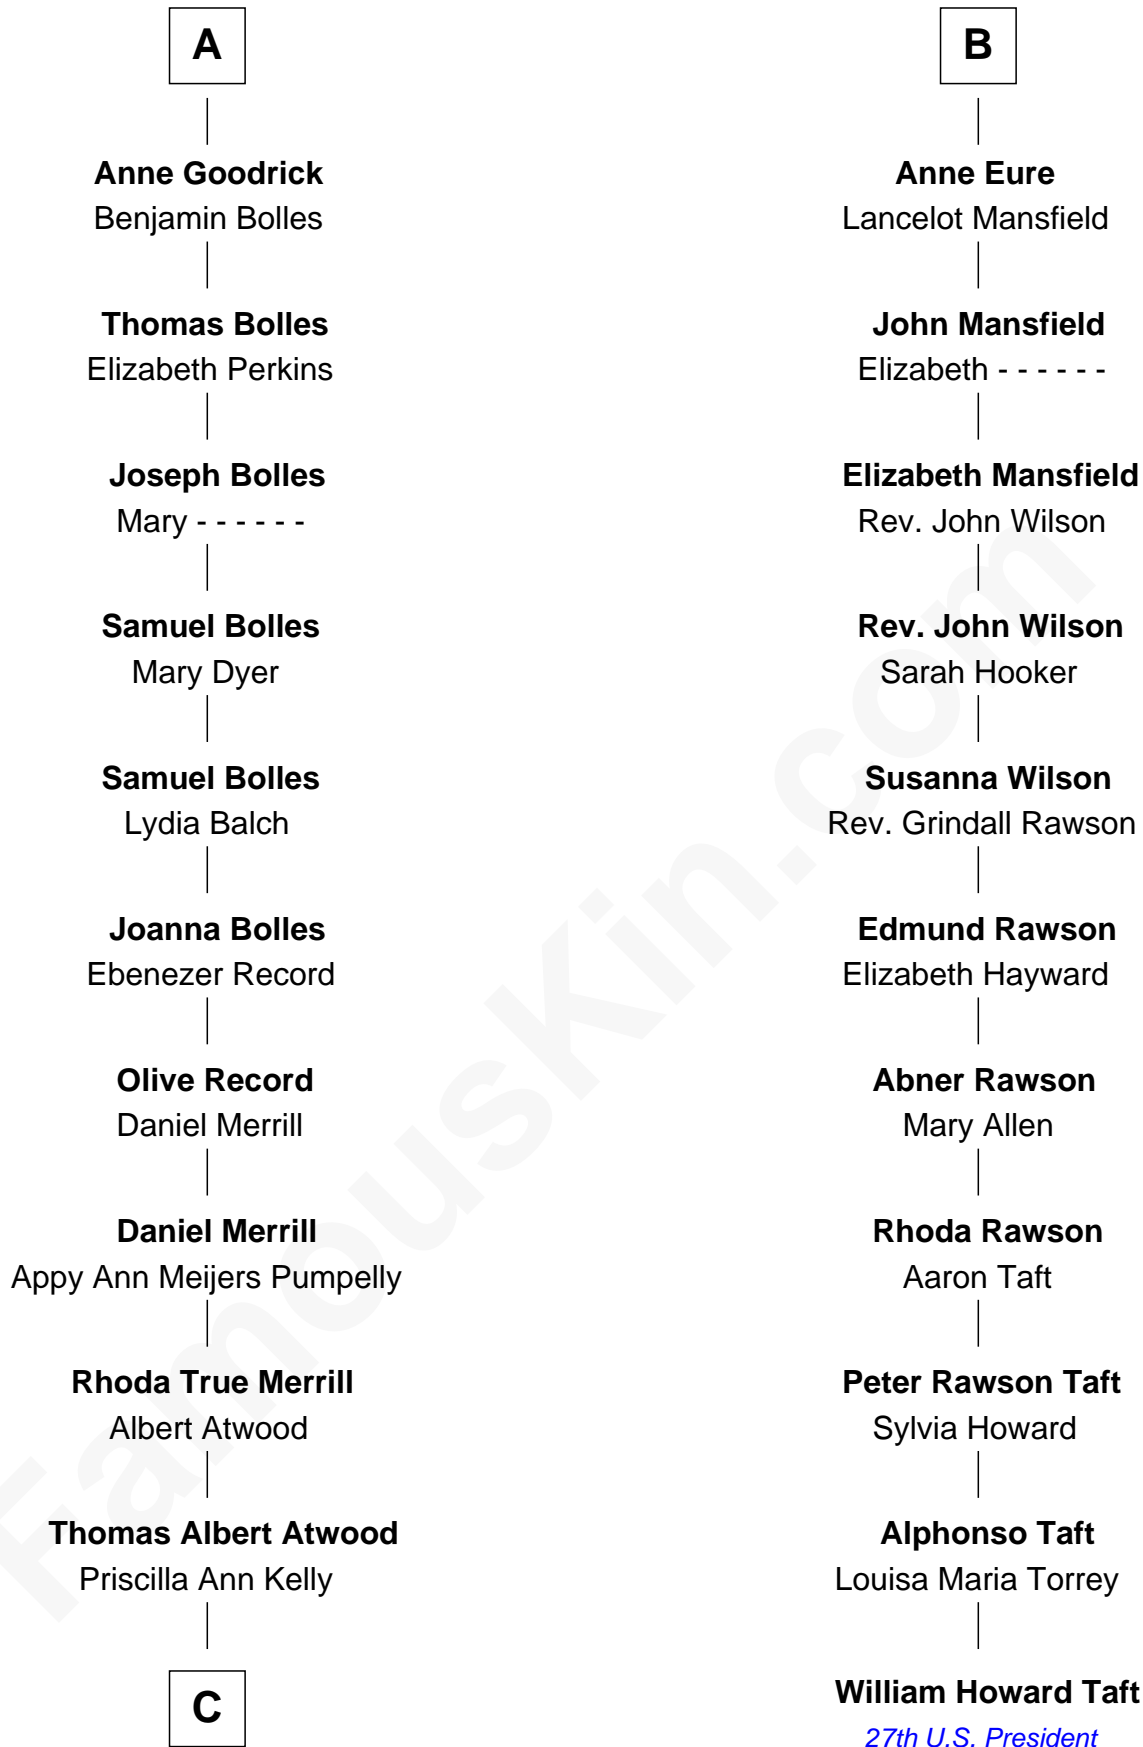 A
Anne Goodrick
Benjamin Bolles
Thomas Bolles
Elizabeth Perkins
Joseph Bolles
Mary - - - - - -
Samuel Bolles
Mary Dyer
Samuel Bolles
Lydia Balch
Joanna Bolles
Ebenezer Record
Olive Record
Daniel Merrill
Daniel Merrill
Appy Ann Meijers Pumpelly
Rhoda True Merrill
Albert Atwood
Thomas Albert Atwood
Priscilla Ann Kelly
C
B
Anne Eure
Lancelot Mansfield
John Mansfield
Elizabeth - - - - - -
Elizabeth Mansfield
Rev. John Wilson
Rev. John Wilson
Sarah Hooker
Susanna Wilson
Rev. Grindall Rawson
Edmund Rawson
Elizabeth Hayward
Abner Rawson
Mary Allen
Rhoda Rawson
Aaron Taft
Peter Rawson Taft
Sylvia Howard
Alphonso Taft
Louisa Maria Torrey
William Howard Taft
27th U.S. President
FamousKin.com